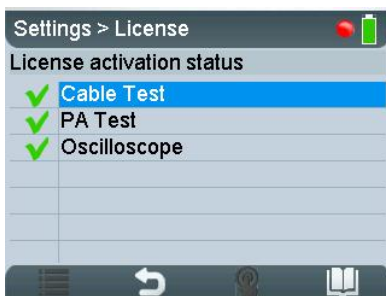 Settings > License
License activation status
Cable Test
PA Test
Oscilloscope